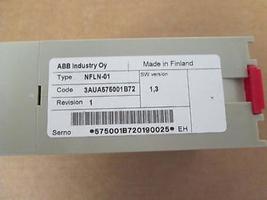 ABB Industry Oy
Made in Finland
Type NFLN-01
SW version
Code 3AUA575001B72
1,3
Revision 1
Serno *575001B720190025* EH